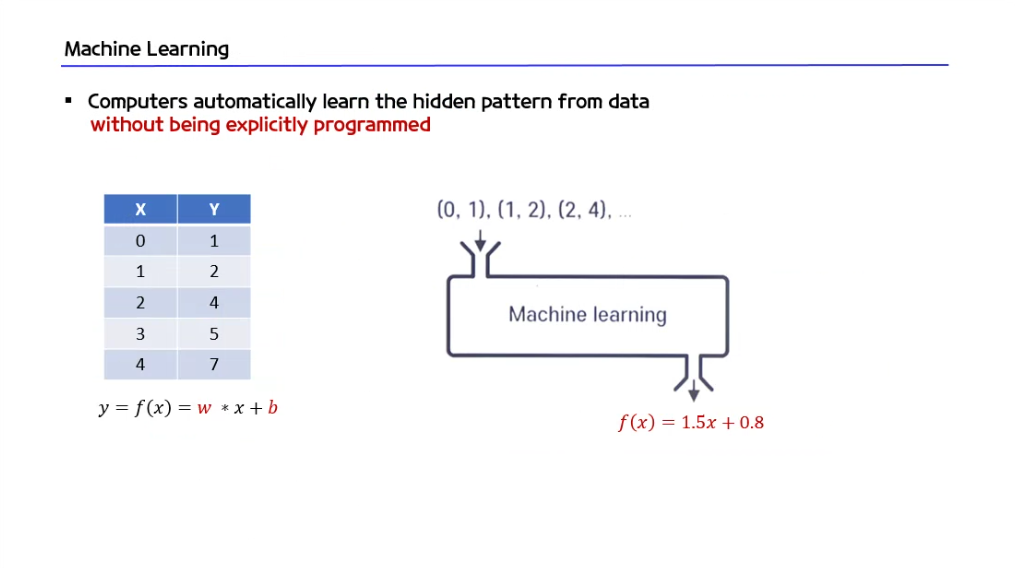 Machine Learning
▪ Computers automatically learn the hidden pattern from data
without being explicitly programmed
X Y
0 1
1 2
2 4
3 5
4 7
y = f(x) = w * x + b
(0, 1), (1, 2), (2, 4), ...
Machine learning
f(x) = 1.5x + 0.8